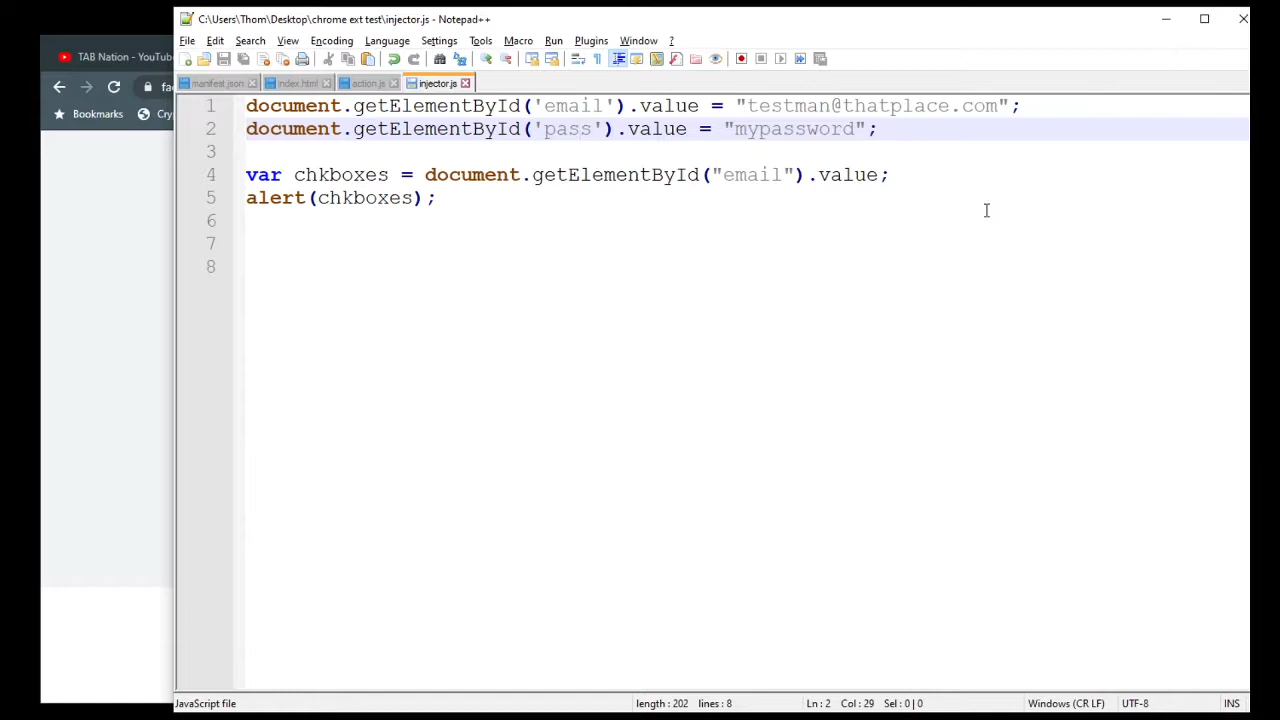 C:\Users\Thom\Desktop\chrome ext test\injector.js - Notepad++
File Edit Search View Encoding Language Settings Tools Macro Run Plugins Window ?
TAB Nation - YouTube
manifest.json index.html action.js injector.js
fac
Bookmarks Cry
1 document.getElementById('email').value = "testman@thatplace.com";
2 document.getElementById('pass').value = "mypassword";
3
4 var chkboxes = document.getElementById("email").value;
5 alert(chkboxes);
6
7
8
JavaScript file length : 202 lines : 8 Ln : 2 Col : 29 Sel : 0 | 0 Windows (CR LF) UTF-8 INS